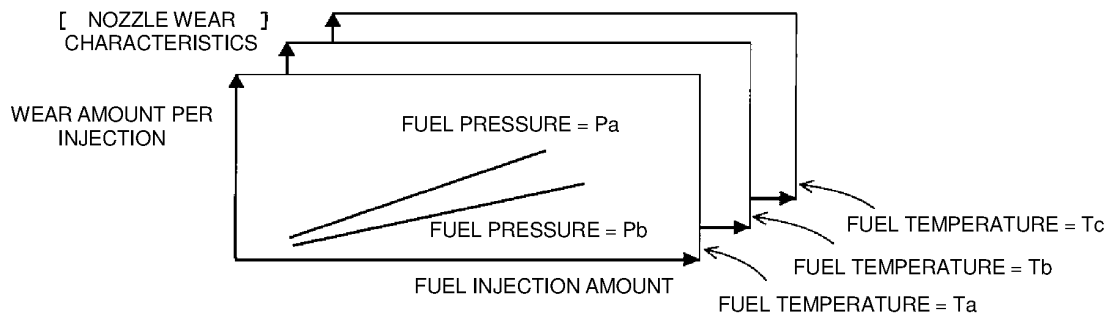 [ NOZZLE WEAR ]
CHARACTERISTICS
WEAR AMOUNT PER
INJECTION
FUEL PRESSURE = Pa
FUEL PRESSURE = Pb
FUEL INJECTION AMOUNT
FUEL TEMPERATURE = Tc
FUEL TEMPERATURE = Tb
FUEL TEMPERATURE = Ta